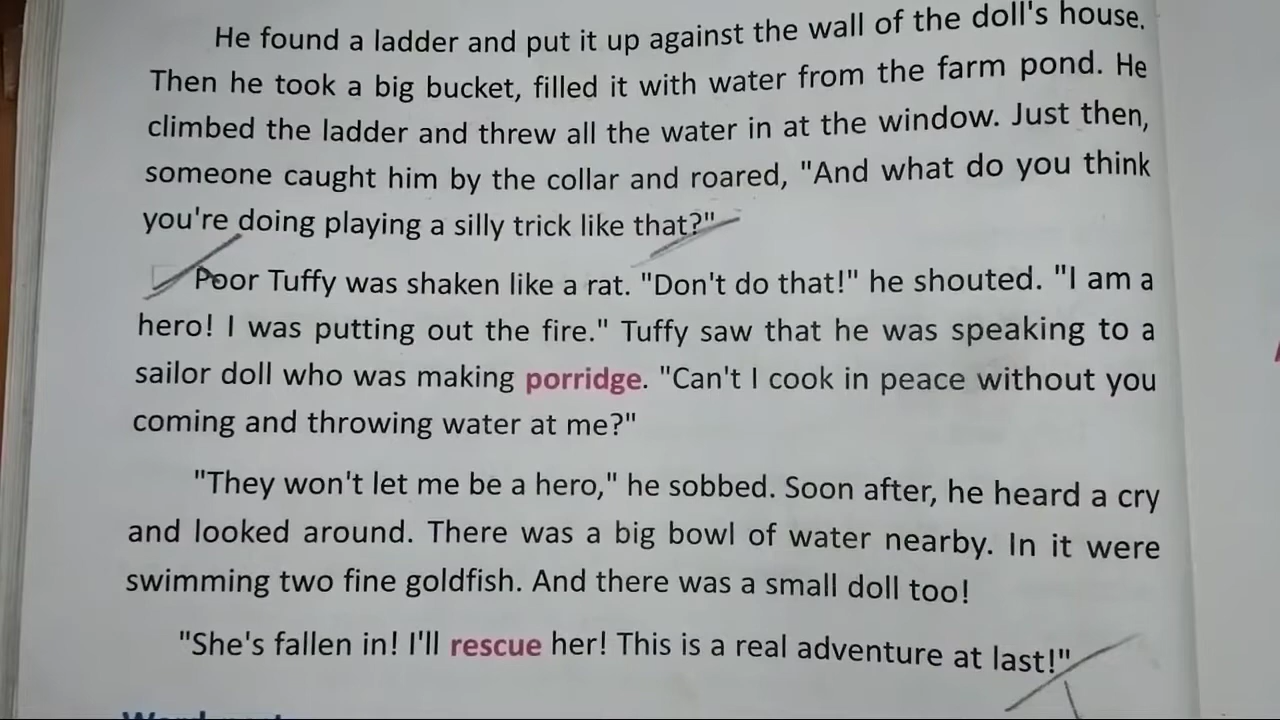 He found a ladder and put it up against the wall of the doll's house.
Then he took a big bucket, filled it with water from the farm pond. He
climbed the ladder and threw all the water in at the window. Just then,
someone caught him by the collar and roared, "And what do you think
you're doing playing a silly trick like that?"
Poor Tuffy was shaken like a rat. "Don't do that!" he shouted. "I am a
hero! I was putting out the fire." Tuffy saw that he was speaking to a
sailor doll who was making porridge. "Can't I cook in peace without you
coming and throwing water at me?"
"They won't let me be a hero," he sobbed. Soon after, he heard a cry
and looked around. There was a big bowl of water nearby. In it were
swimming two fine goldfish. And there was a small doll too!
"She's fallen in! I'll rescue her! This is a real adventure at last!"